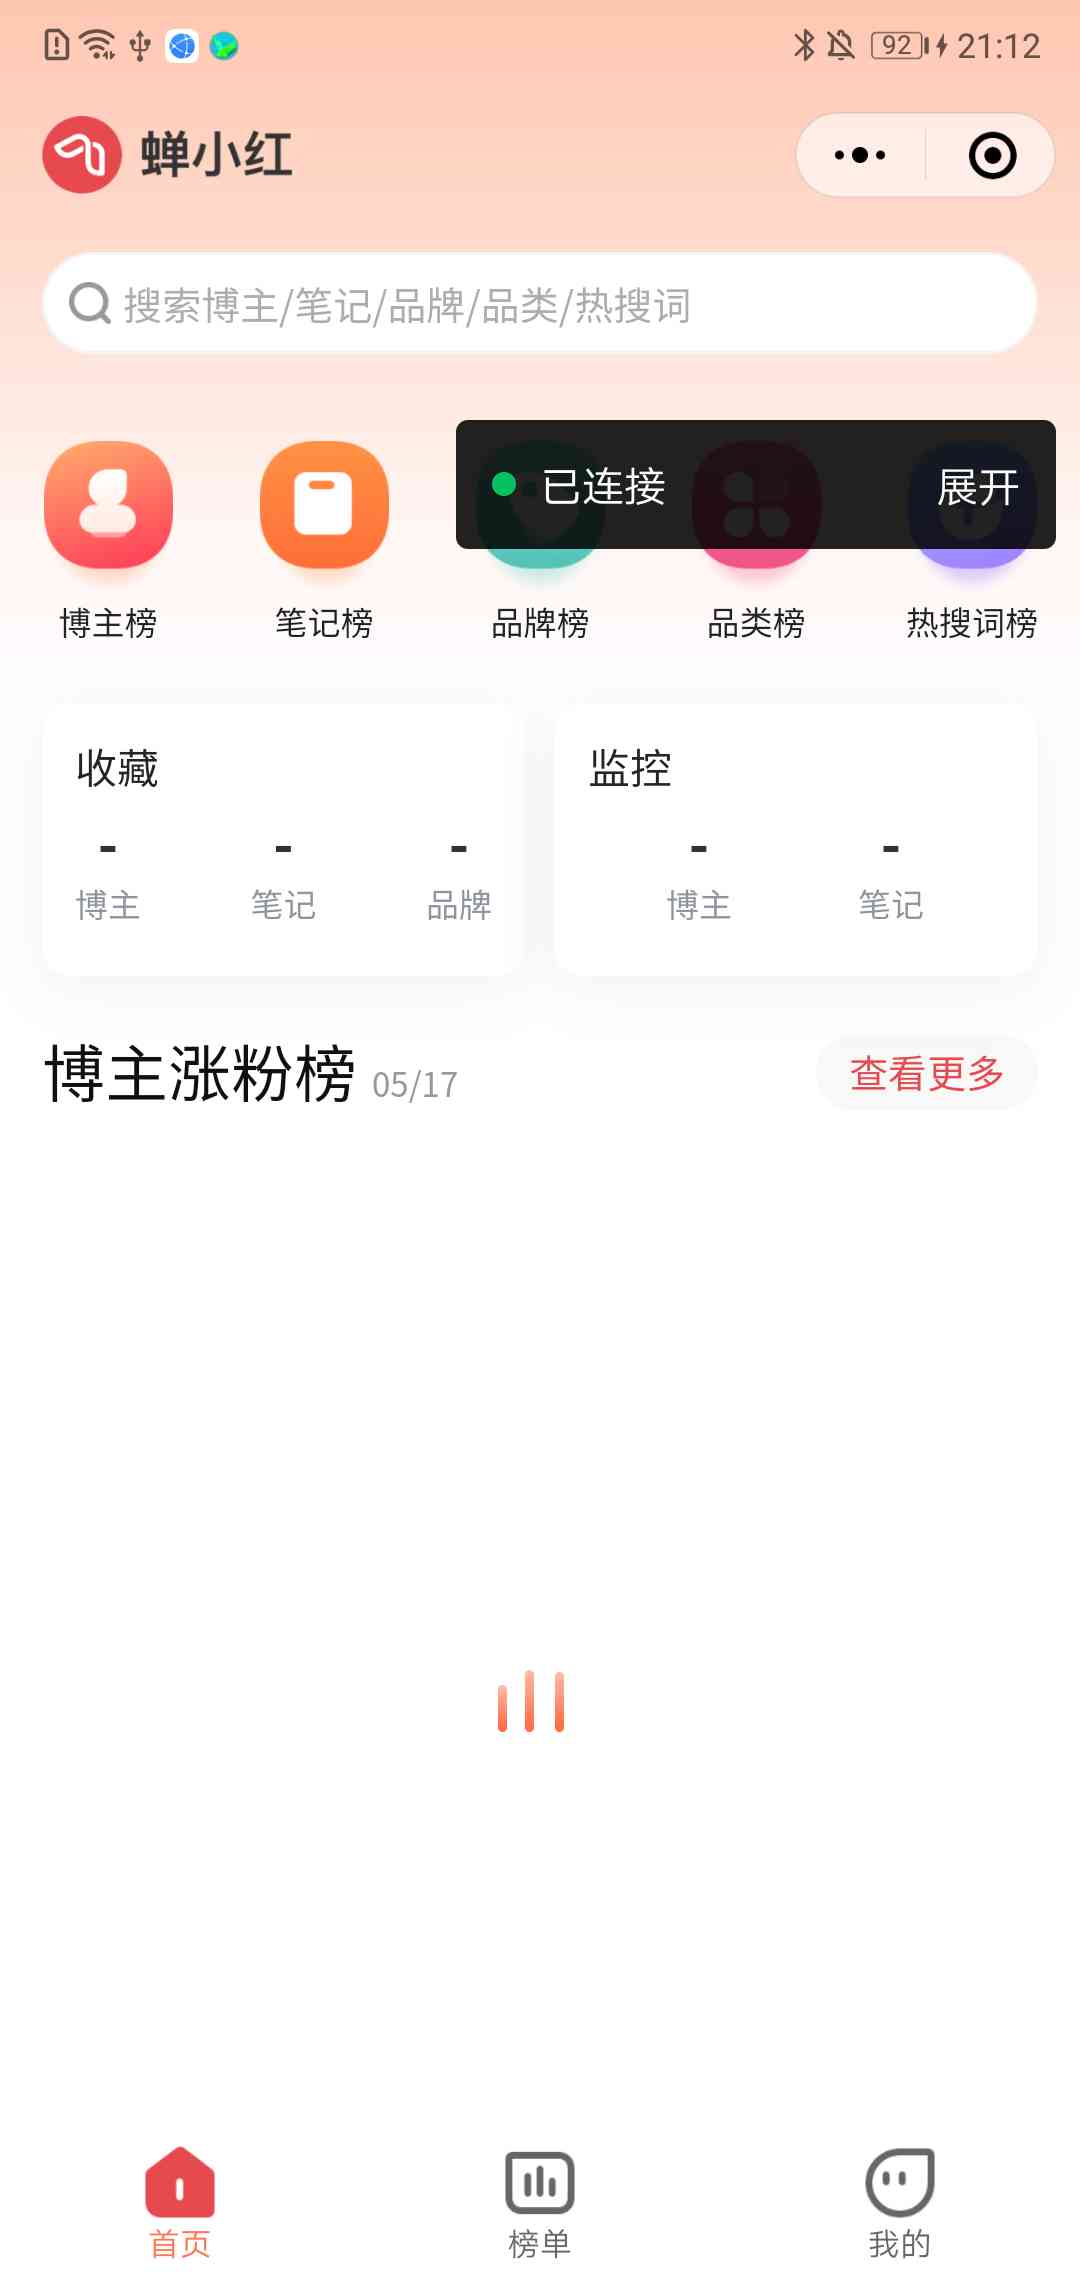 92 21:12
蝉小红
搜索博主/笔记/品牌/品类/热搜词
已连接 展开
博主榜 笔记榜 品牌榜 品类榜 热搜词榜
收藏 监控
- - - - -
博主 笔记 品牌 博主 笔记
博主涨粉榜 05/17 查看更多
首页 榜单 我的